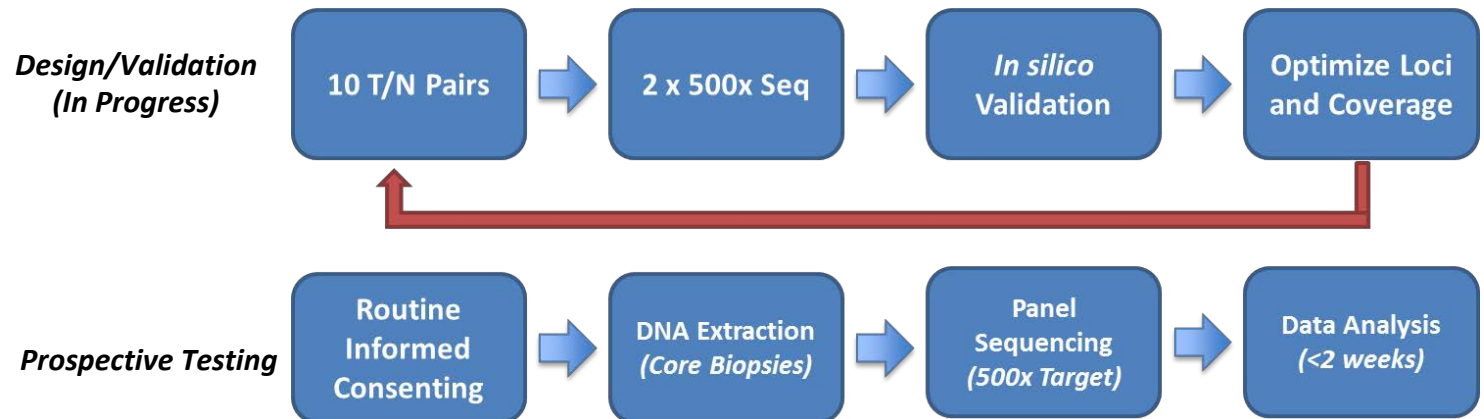 Design/Validation
(In Progress)
10 T/N Pairs
2 x 500x Seq
In silico
Validation
Optimize Loci
and Coverage
Prospective Testing
Routine
Informed
Consenting
DNA Extraction
(Core Biopsies)
Panel
Sequencing
(500x Target)
Data Analysis
(<2 weeks)